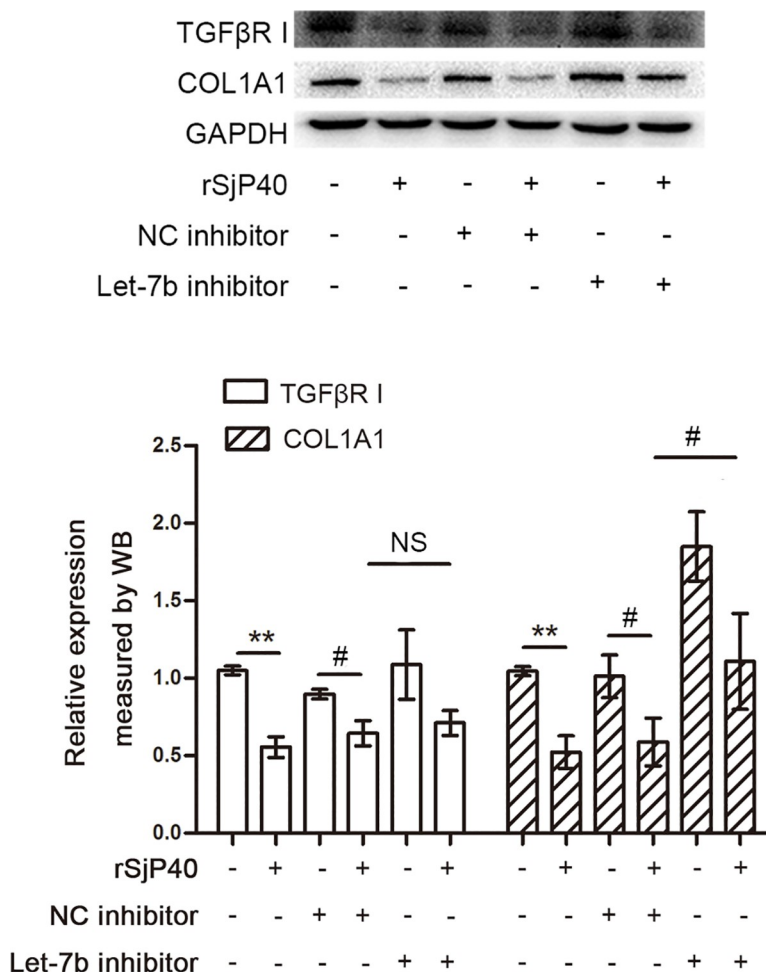 TGFβR I
COL1A1
GAPDH
rSjP40 - + - + - +
NC inhibitor - - + + - -
Let-7b inhibitor - - - - + +
TGFβR I
COL1A1
Relative expression
measured by WB
2.5
2.0
1.5
1.0
0.5
0.0
** # NS ** # #
rSjP40 - + - + - + - + - + - +
NC inhibitor - - + + - - - - + + - -
Let-7b inhibitor - - - - + + - - - - + +